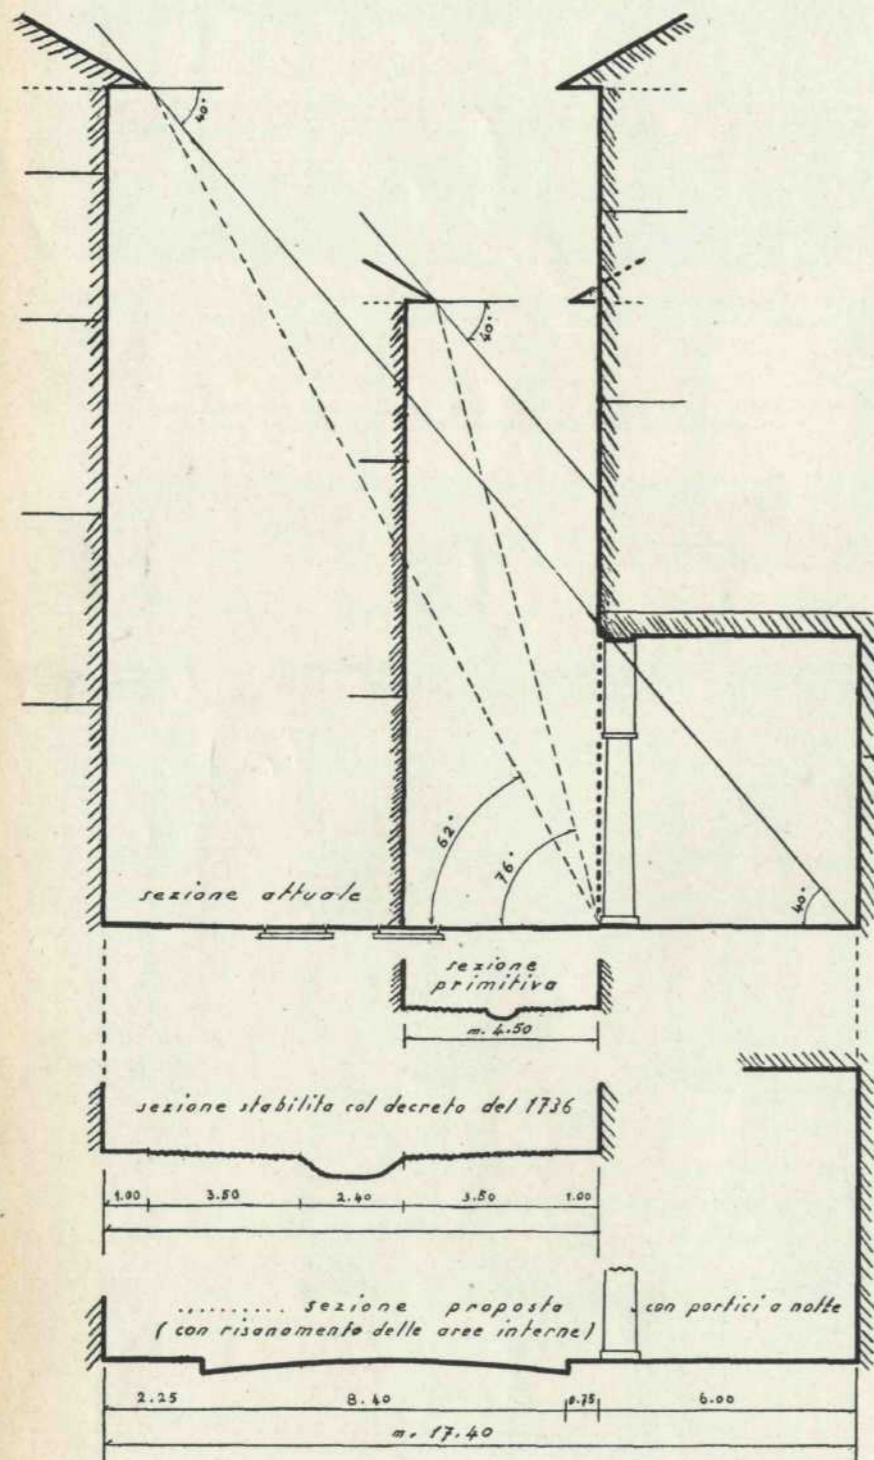 40°
40°
62°
76°
40°
sezione attuale
sezione
primitiva
m. 4.50
sezione stabilita col decreto del 1736
1.00 3.50 2.40 3.50 1.00
.......... sezione proposta con portici a notte
(con risanamento delle aree interne)
2.25 8.40 0.75 6.00
m. 17.40